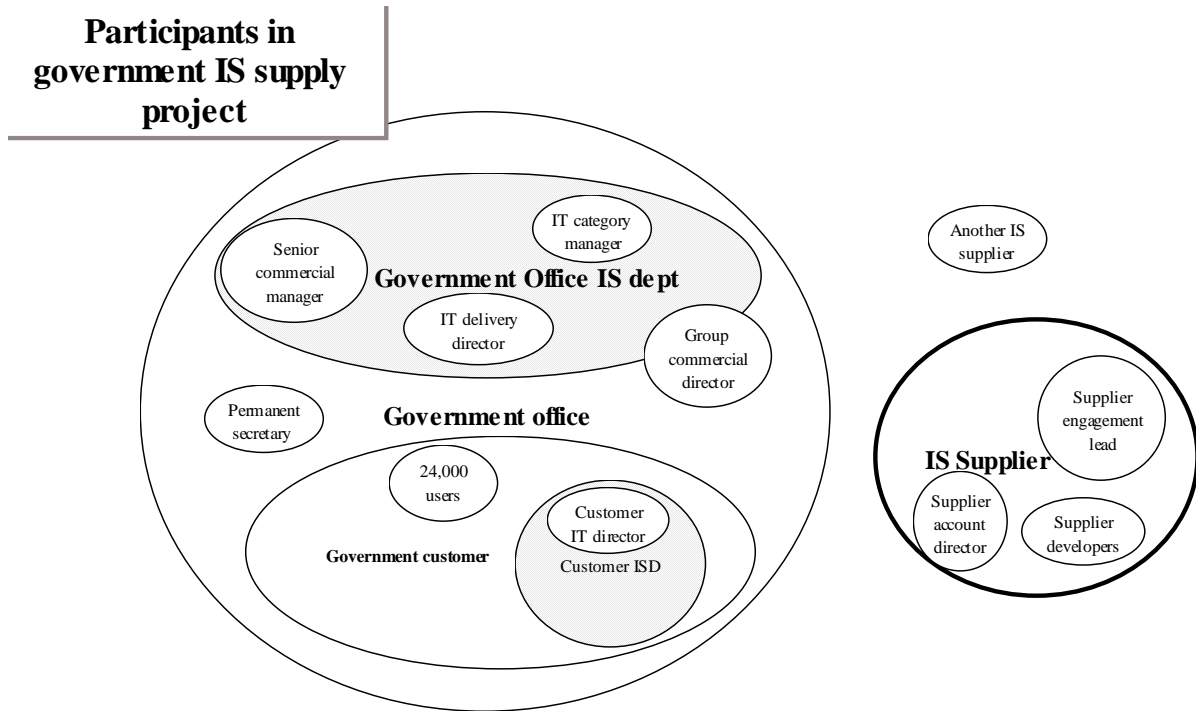 Participants in
government IS supply
project
IT category
manager
Senior
commercial
manager
Government Office IS dept
IT delivery
director
Group
commercial
director
Another IS
supplier
Permanent
secretary
Government office
24,000
users
Customer
IT director
Government customer
Customer ISD
Supplier
engagement
lead
IS Supplier
Supplier
account
director
Supplier
developers